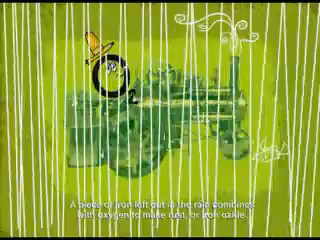 A piece of iron left out in the rain combines
with oxygen to make rust, or iron oxide.